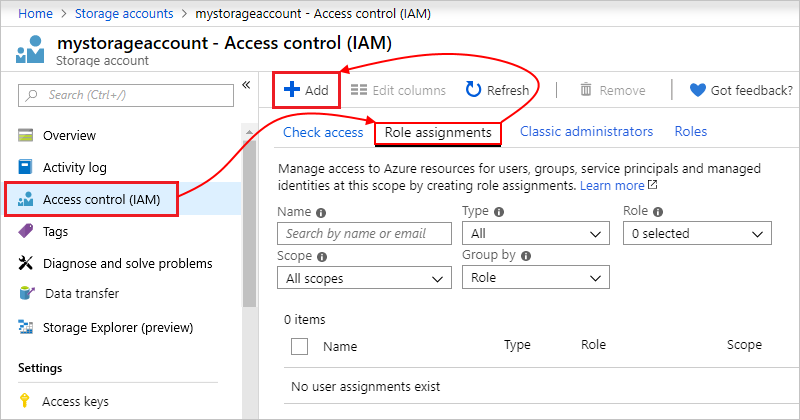 Home > Storage accounts > mystorageaccount - Access control (IAM)
mystorageaccount - Access control (IAM)
Storage account
Search (Ctrl+/)
«
Overview
Activity log
Access control (IAM)
Tags
Diagnose and solve problems
Data transfer
Storage Explorer (preview)
Settings
Access keys
Add Edit columns Refresh Remove Got feedback?
Check access Role assignments Classic administrators Roles
Manage access to Azure resources for users, groups, service principals and managed
identities at this scope by creating role assignments. Learn more
Name Type Role
Search by name or email All 0 selected
Scope Group by
All scopes Role
0 items
Name Type Role Scope
No user assignments exist